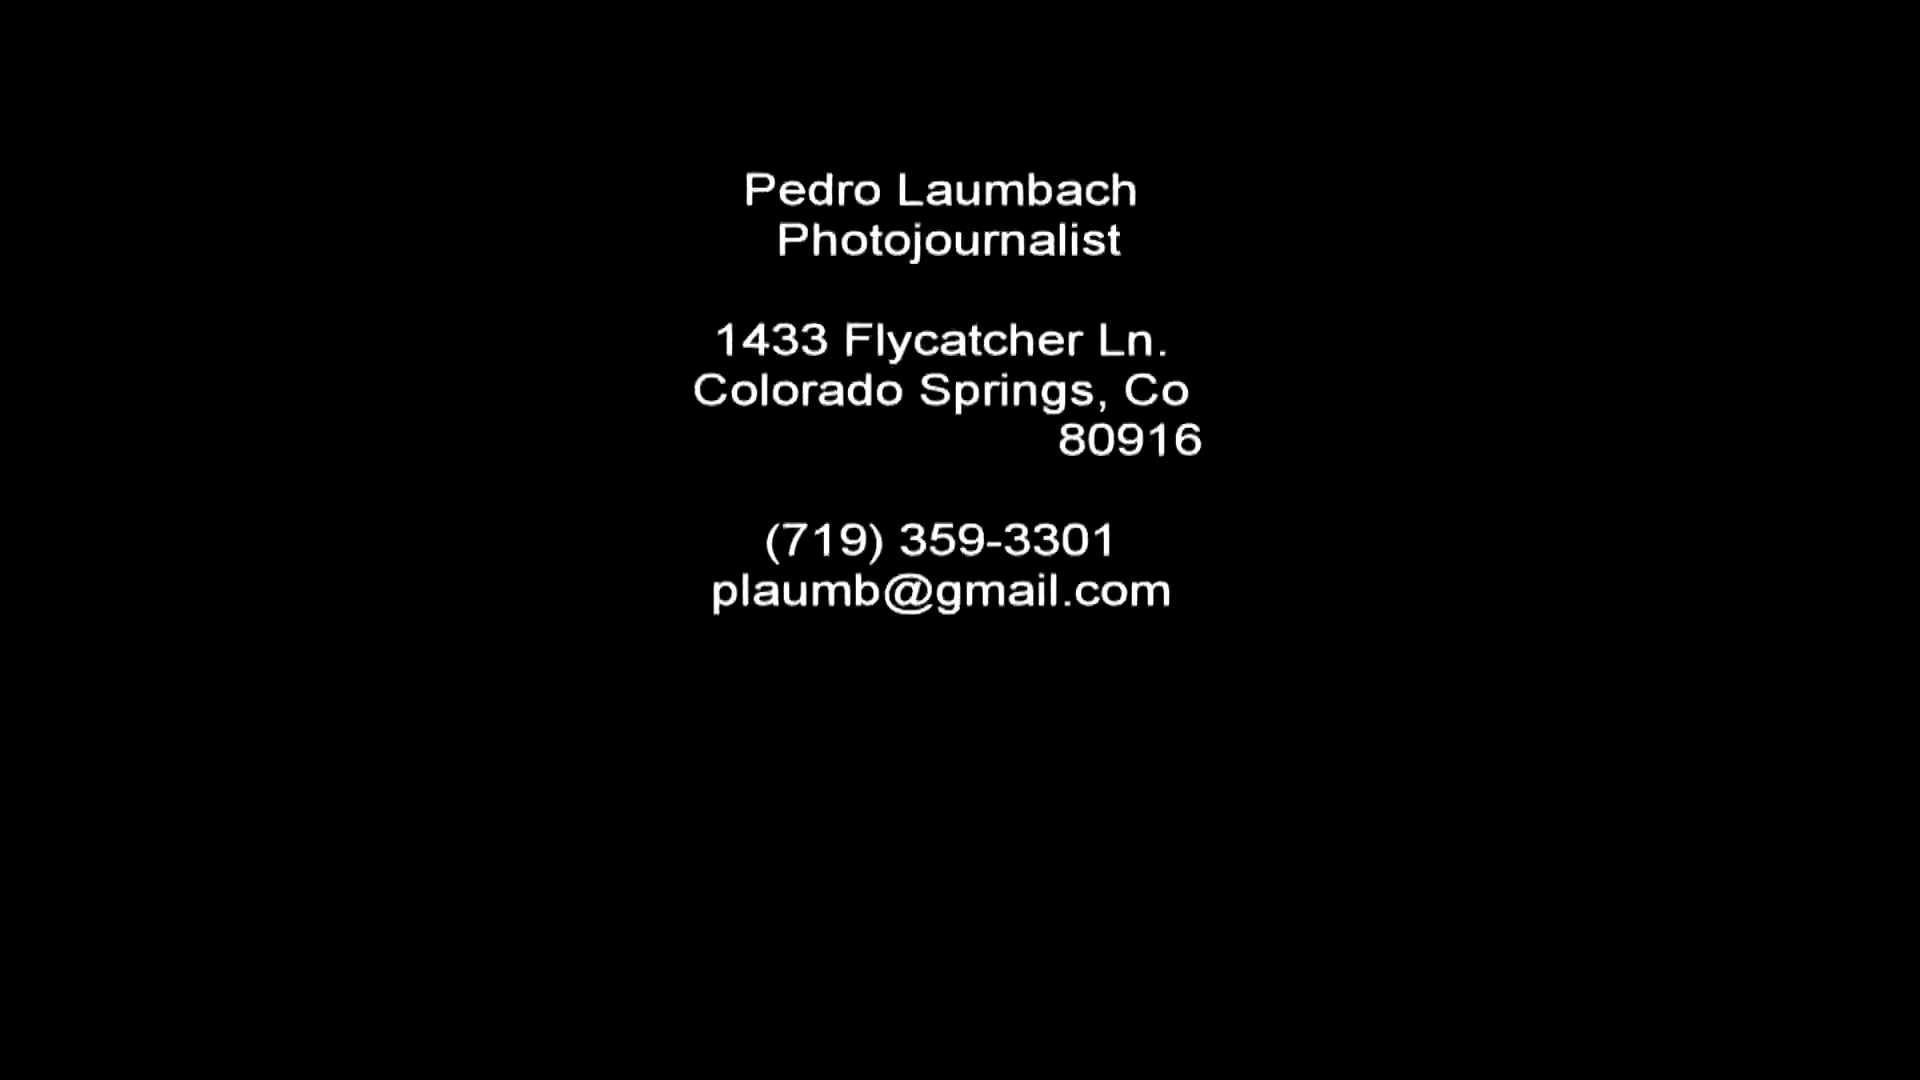 Pedro Laumbach
Photojournalist
1433 Flycatcher Ln.
Colorado Springs, Co
80916
(719) 359-3301
plaumb@gmail.com